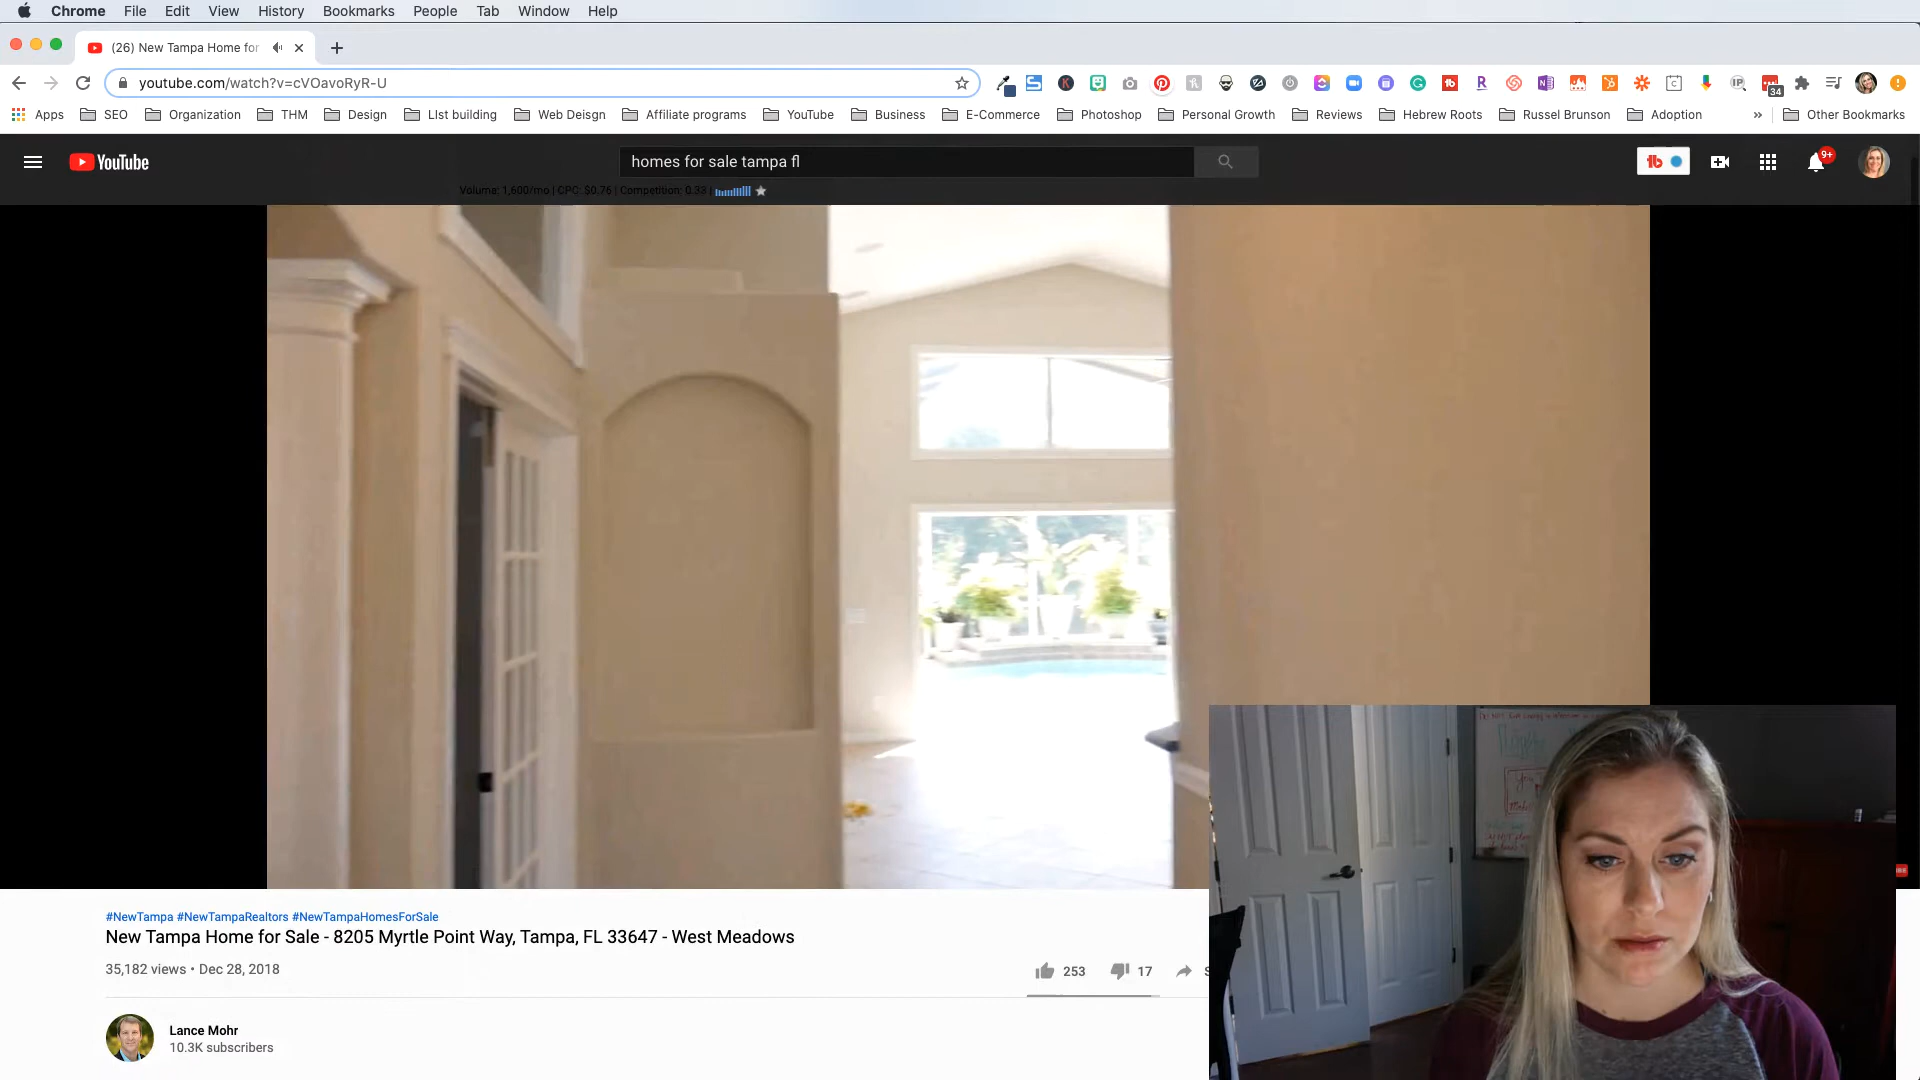 Chrome File Edit View History Bookmarks People Tab Window Help
(26) New Tampa Home for
youtube.com/watch?v=cVOavoRyR-U
34
Apps SEO Organization THM Design LIst building Web Deisgn Affiliate programs YouTube Business E-Commerce Photoshop Personal Growth Reviews Hebrew Roots Russel Brunson Adoption » Other Bookmarks
YouTube homes for sale tampa fl 9+
Volume: 1,600/mo | CPC: $0.76 | Competition: 0.33 |
#NewTampa #NewTampaRealtors #NewTampaHomesForSale
New Tampa Home for Sale - 8205 Myrtle Point Way, Tampa, FL 33647 - West Meadows
35,182 views • Dec 28, 2018 253 17 S
Lance Mohr
10.3K subscribers